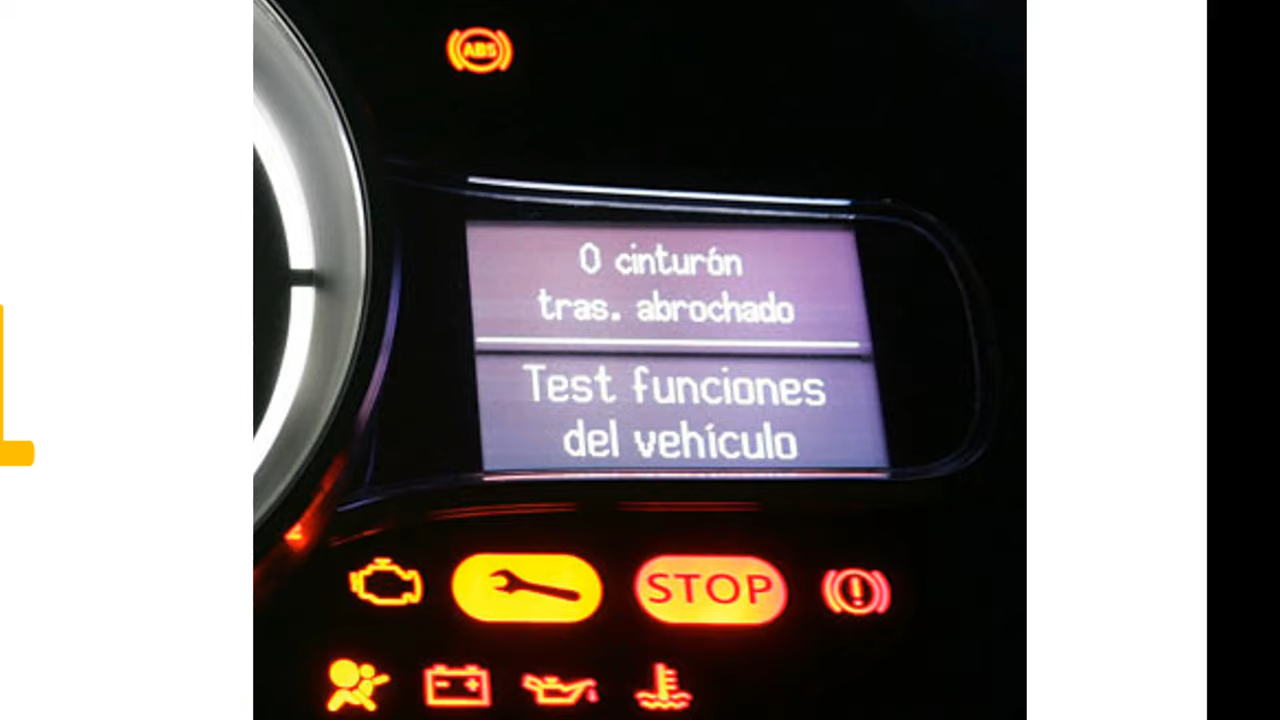 ABS
0 cinturón
tras. abrochado
Test funciones
del vehículo
STOP